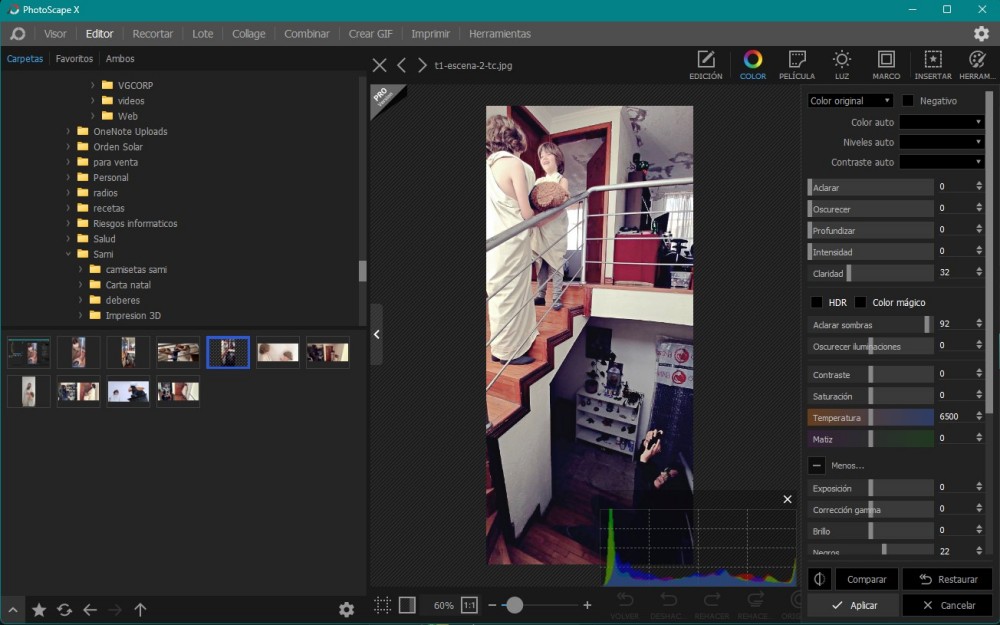 PhotoScape X
Visor Editor Recortar Lote Collage Combinar Crear GIF Imprimir Herramientas
Carpetas Favoritos Ambos
VGCORP
videos
Web
OneNote Uploads
Orden Solar
para venta
Personal
radios
recetas
Riesgos informaticos
Salud
Sami
camisetas sami
Carta natal
deberes
Impresion 3D
t1-escena-2-tc.jpg
PRO
EDICIÓN COLOR PELÍCULA LUZ MARCO INSERTAR HERRAM...
Color original Negativo
Color auto
Niveles auto
Contraste auto
Aclarar 0
Oscurecer 0
Profundizar 0
Intensidad 0
Claridad 32
HDR Color mágico
Aclarar sombras 92
Oscurecer iluminaciones 0
Contraste 0
Saturación 0
Temperatura 6500
Matiz 0
Menos...
Exposición 0
Corrección gamma 0
Brillo 0
Negros 22
60% 1:1
VOLVER DESHAC... REHACER REHACE...
Comparar Restaurar
Aplicar Cancelar